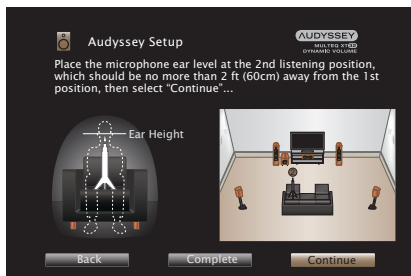 Audyssey Setup
AUDYSSEY
MULTEQ XT32
DYNAMIC VOLUME
Place the microphone ear level at the 2nd listening position,
which should be no more than 2 ft (60cm) away from the 1st
position, then select “Continue”...
Ear Height
2
Back
Complete
Continue